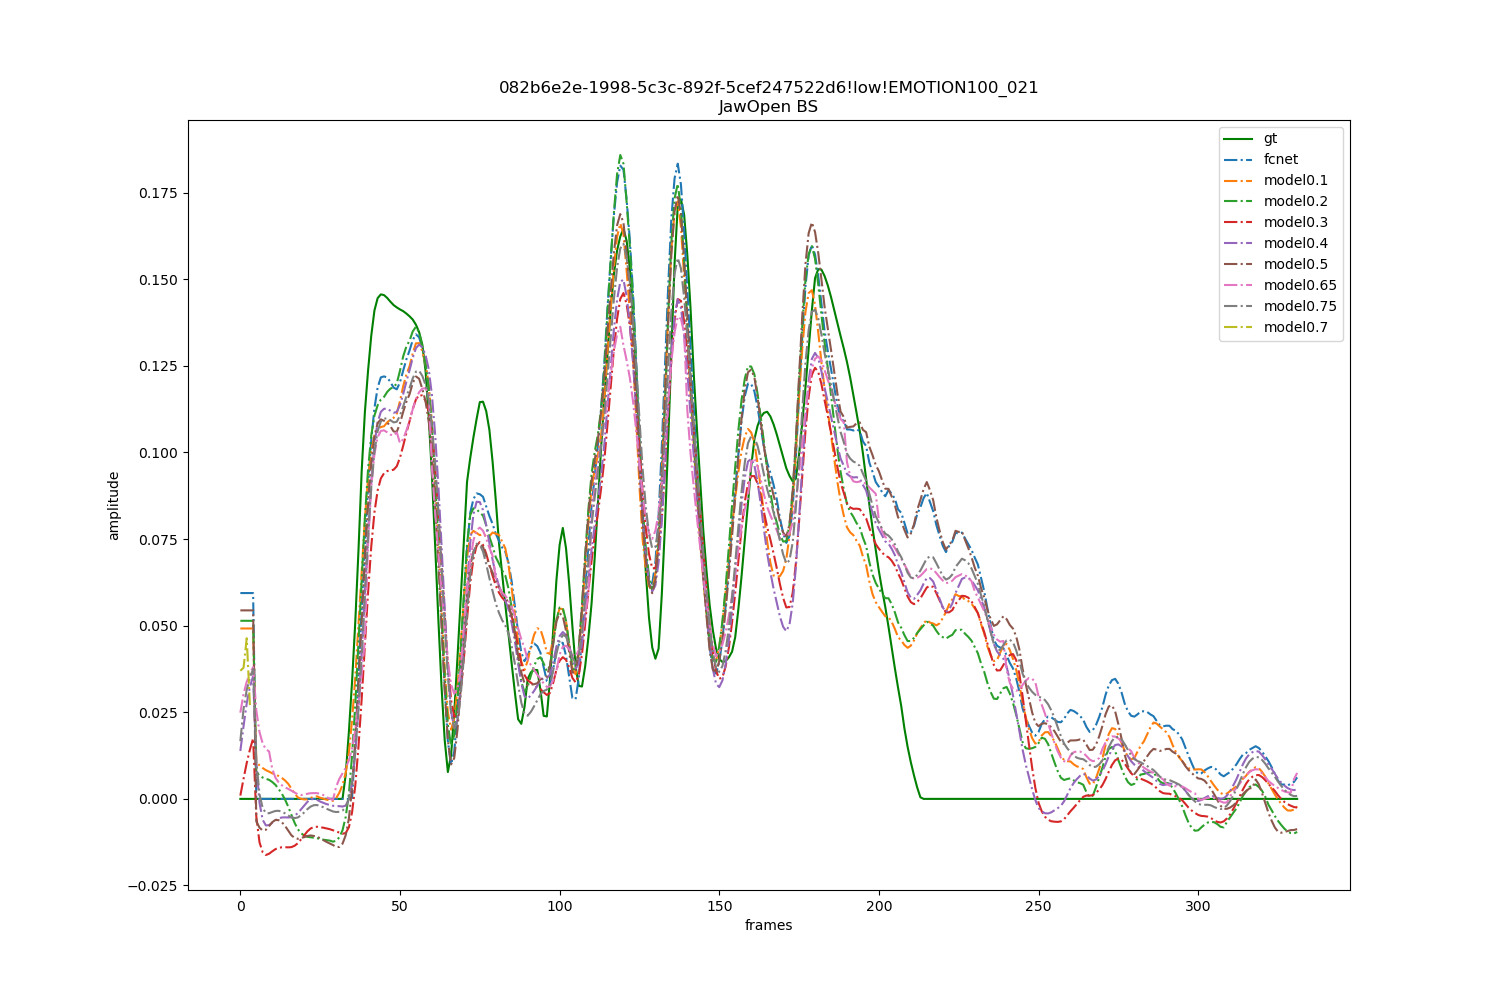 082b6e2e-1998-5c3c-892f-5cef247522d6!low!EMOTION100_021
JawOpen BS
gt
fcnet
model0.1
model0.2
model0.3
model0.4
model0.5
model0.65
model0.75
model0.7
amplitude
0.175
0.150
0.125
0.100
0.075
0.050
0.025
0.000
−0.025
0 50 100 150 200 250 300
frames